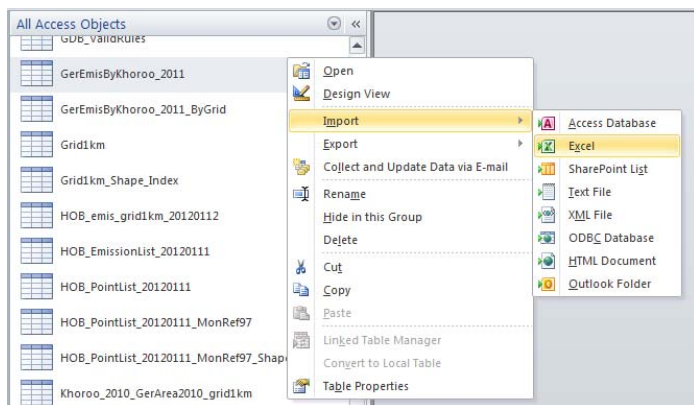 All Access Objects
GDB_ValidRules
GerEmisByKhoroo_2011
GerEmisByKhoroo_2011_ByGrid
Grid1km
Grid1km_Shape_Index
HOB_emis_grid1km_20120112
HOB_EmissionList_20120111
HOB_PointList_20120111
HOB_PointList_20120111_MonRef97
HOB_PointList_20120111_MonRef97_Shap
Khoroo_2010_GerArea2010_grid1km
Open
Design View
Import
Export
Collect and Update Data via E-mail
Rename
Hide in this Group
Delete
Cut
Copy
Paste
Linked Table Manager
Convert to Local Table
Table Properties
Access Database
Excel
SharePoint List
Text File
XML File
ODBC Database
HTML Document
Outlook Folder